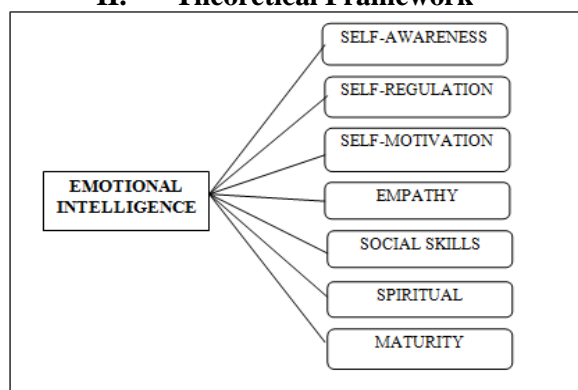 II. Theoretical Framework
SELF-AWARENESS
SELF-REGULATION
SELF-MOTIVATION
EMOTIONAL
INTELLIGENCE
EMPATHY
SOCIAL SKILLS
SPIRITUAL
MATURITY